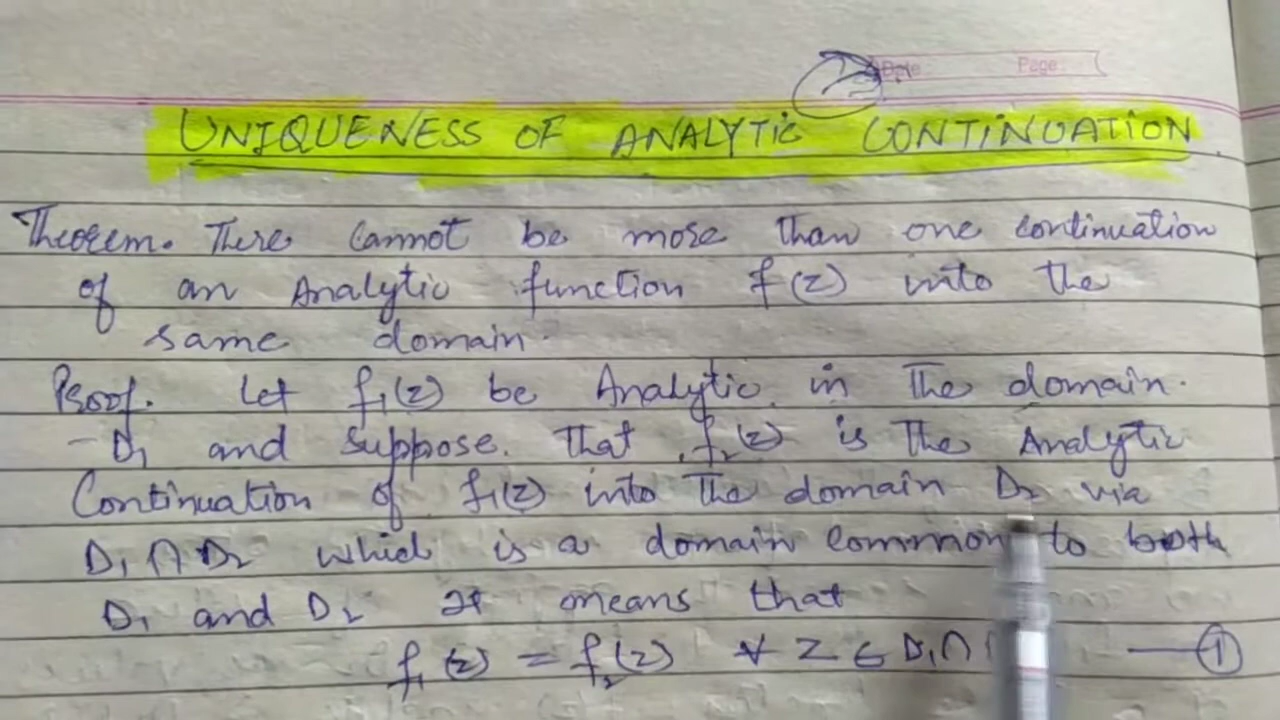 Date: Page:
UNIQUENESS OF ANALYTIC CONTINUATION
Theorem. There cannot be more than one continuation
of an Analytic function f(z) into the
same domain.
Proof. Let f₁(z) be Analytic in the domain
D₁ and suppose that f₂(z) is the Analytic
Continuation of f₁(z) into the domain D₂ via
D₁∩D₂ which is a domain common to both
D₁ and D₂ It means that
f₁(z) = f₂(z) ∀ z ∈ D₁∩ — ①